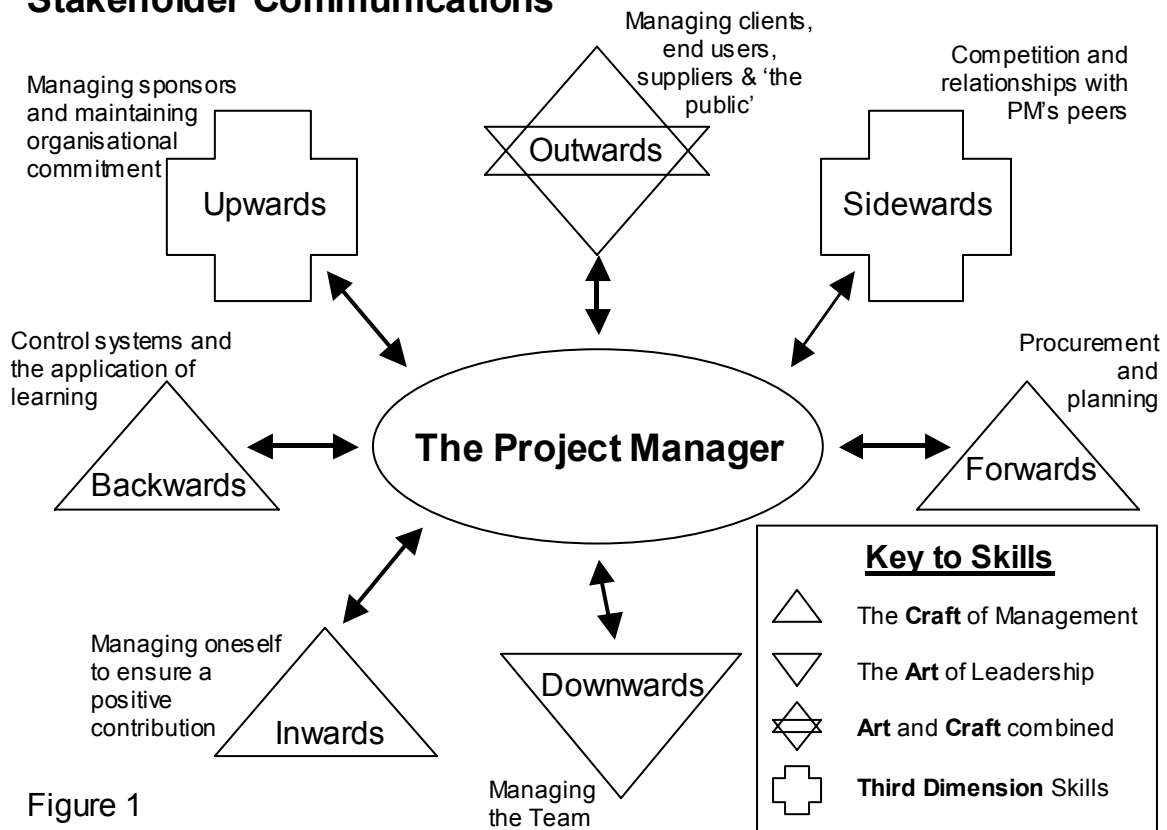 Stakeholder Communications
Managing clients,
end users,
suppliers & ‘the
public’
Outwards
Managing sponsors
and maintaining
organisational
commitment
Upwards
Competition and
relationships with
PM’s peers
Sidewards
Control systems and
the application of
learning
Backwards
The Project Manager
Procurement
and
planning
Forwards
Managing oneself
to ensure a
positive
contribution
Inwards
Downwards
Managing
the Team
Key to Skills
The Craft of Management
The Art of Leadership
Art and Craft combined
Third Dimension Skills
Figure 1